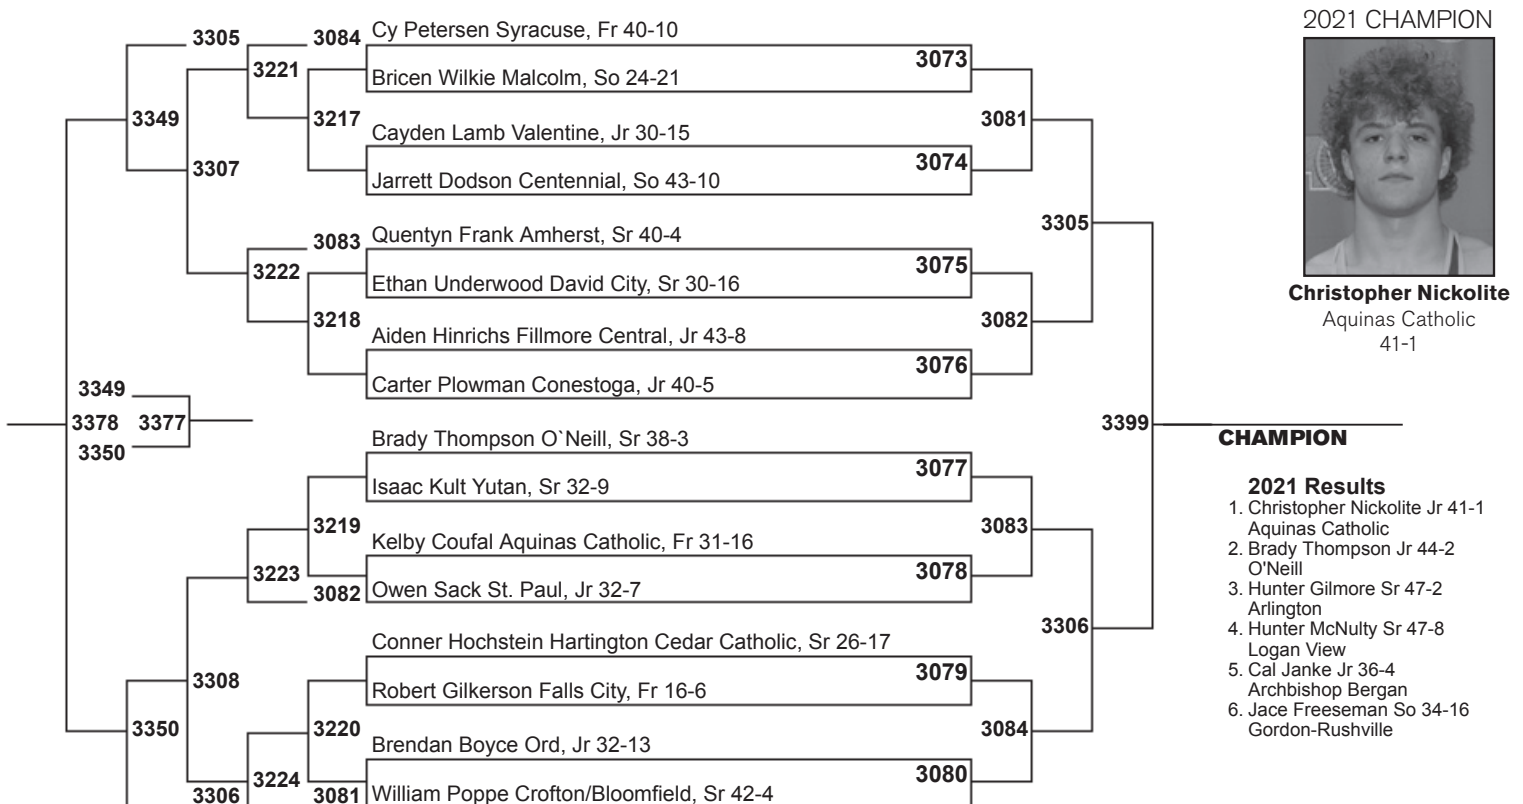 2021 CHAMPION
3305
3084
Cy Petersen Syracuse, Fr 40-10
3073
3221
Bricen Wilkie Malcolm, So 24-21
3349
3217
3081
Cayden Lamb Valentine, Jr 30-15
3074
3307
Jarrett Dodson Centennial, So 43-10
3305
3083
Quentyn Frank Amherst, Sr 40-4
3075
3222
Ethan Underwood David City, Sr 30-16
Christopher Nickolite
3218
3082
Aquinas Catholic
Aiden Hinrichs Fillmore Central, Jr 43-8
41-1
3076
Carter Plowman Conestoga, Jr 40-5
3349
3378
3377
3399
3350
CHAMPION
Brady Thompson O`Neill, Sr 38-3
3077
Isaac Kult Yutan, Sr 32-9
2021 Results
1. Christopher Nickolite Jr 41-1
Aquinas Catholic
2. Brady Thompson Jr 44-2
O'Neill
3. Hunter Gilmore Sr 47-2
Arlington
4. Hunter McNulty Sr 47-8
Logan View
5. Cal Janke Jr 36-4
Archbishop Bergan
6. Jace Freeseman So 34-16
Gordon-Rushville
3219
3083
Kelby Coufal Aquinas Catholic, Fr 31-16
3078
3223
3082
Owen Sack St. Paul, Jr 32-7
3306
Conner Hochstein Hartington Cedar Catholic, Sr 26-17
3079
3308
Robert Gilkerson Falls City, Fr 16-6
3350
3220
3084
Brendan Boyce Ord, Jr 32-13
3080
3224
3306
3081
William Poppe Crofton/Bloomfield, Sr 42-4